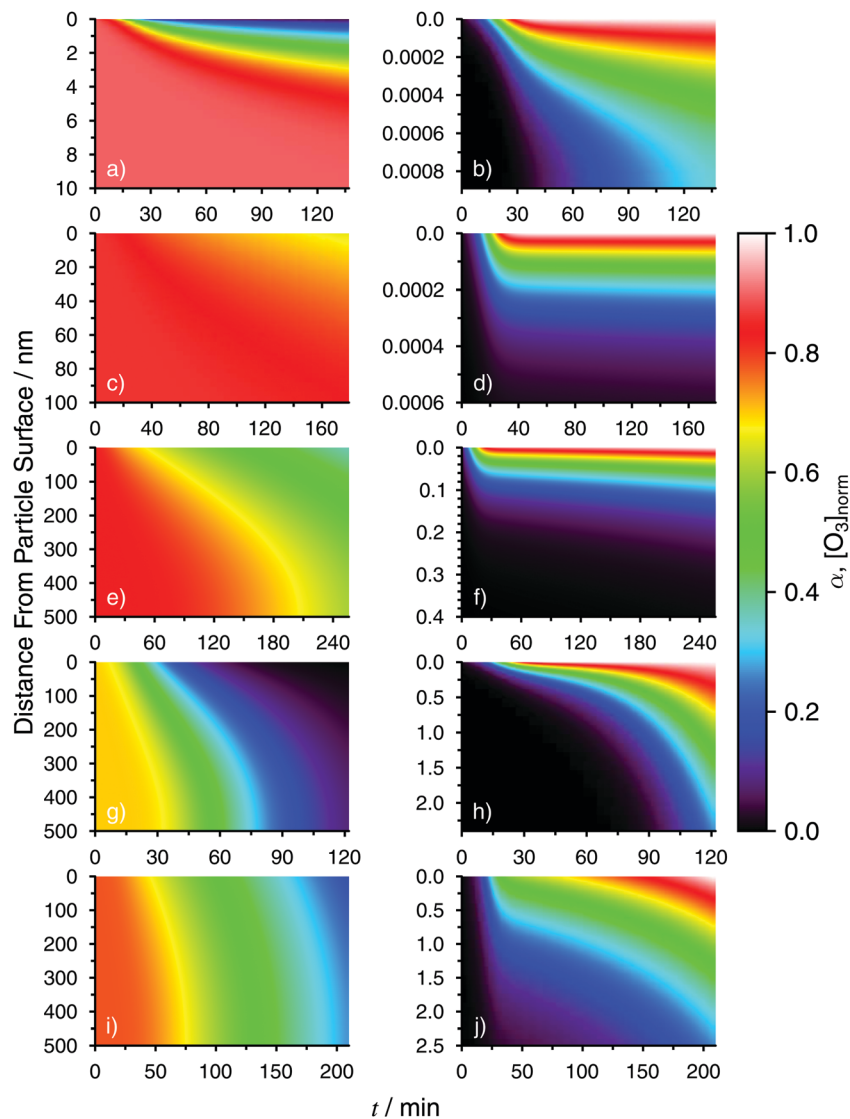 0
2
4
6
8
10
a)
0 30 60 90 120
0.0
0.0002
0.0004
0.0006
0.0008
b)
0 30 60 90 120
0
20
40
60
80
100
c)
0 40 80 120 160
0.0
0.0002
0.0004
0.0006
d)
0 40 80 120 160
0
100
200
300
400
500
e)
0 60 120 180 240
0.0
0.1
0.2
0.3
0.4
f)
0 60 120 180 240
0
100
200
300
400
500
g)
0 30 60 90 120
0.0
0.5
1.0
1.5
2.0
h)
0 30 60 90 120
0
100
200
300
400
500
i)
0 50 100 150 200
0.0
0.5
1.0
1.5
2.0
2.5
j)
0 50 100 150 200
Distance From Particle Surface / nm
t / min
1.0
0.8
0.6
0.4
0.2
0.0
α, [O₃]norm